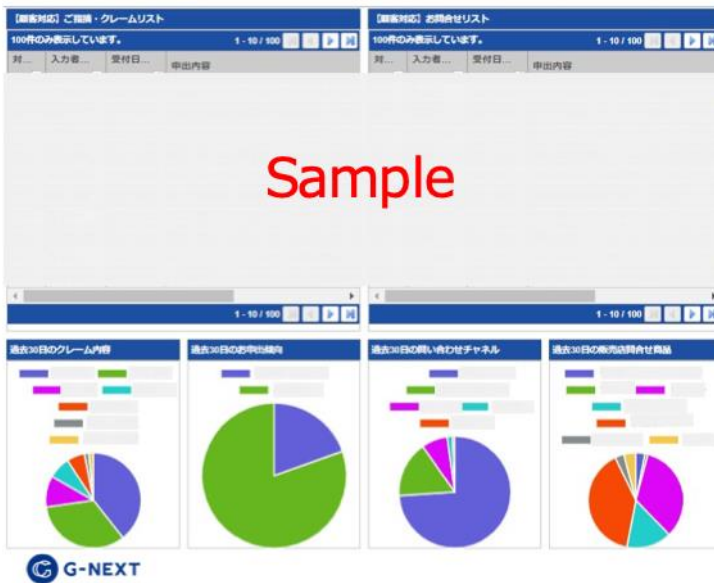 【顧客対応】ご指摘・クレームリスト
100件のみ表示しています。 1 - 10 / 100
対... 入力者... 受付日... 申出内容
【顧客対応】お問合せリスト
100件のみ表示しています。 1 - 10 / 100
対... 入力者... 受付日... 申出内容
Sample
1 - 10 / 100
1 - 10 / 100
過去30日のクレーム内容
過去30日のお申出傾向
過去30日の問い合わせチャネル
過去30日の販売店問合せ商品
G-NEXT